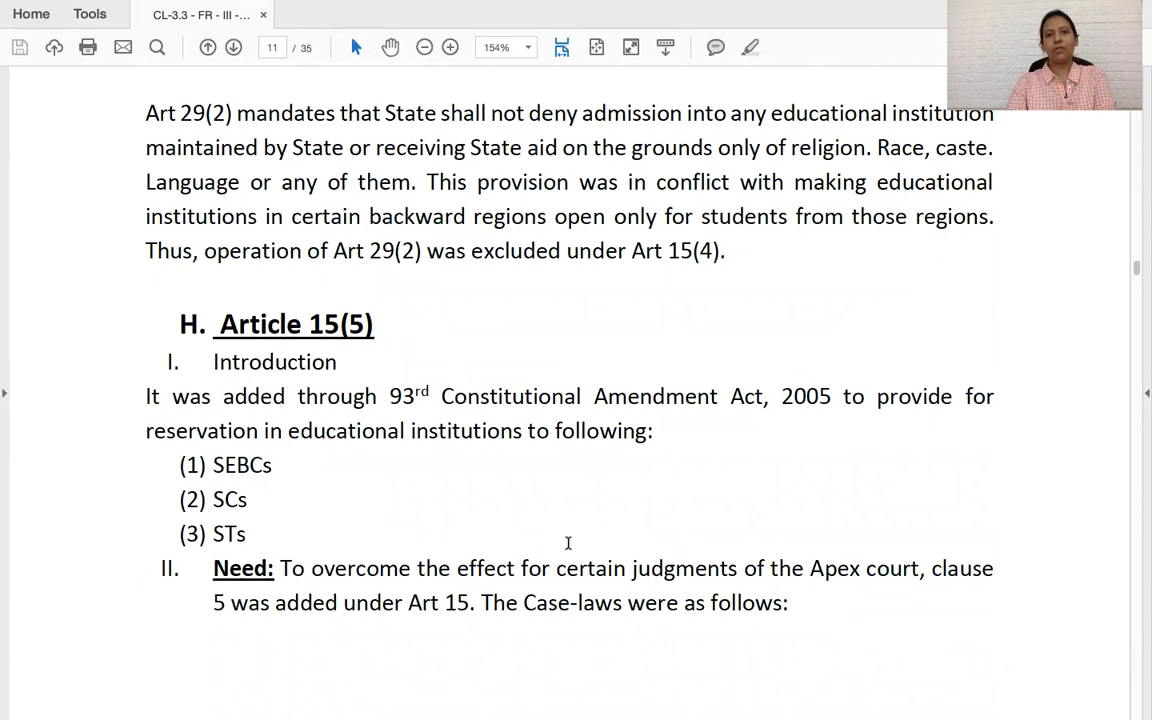 Home Tools CL-3.3 - FR - III -... ×
11 / 35 154%
Art 29(2) mandates that State shall not deny admission into any educational institution
maintained by State or receiving State aid on the grounds only of religion. Race, caste.
Language or any of them. This provision was in conflict with making educational
institutions in certain backward regions open only for students from those regions.
Thus, operation of Art 29(2) was excluded under Art 15(4).
H. Article 15(5)
I. Introduction
It was added through 93rd Constitutional Amendment Act, 2005 to provide for
reservation in educational institutions to following:
(1) SEBCs
(2) SCs
(3) STs
II. Need: To overcome the effect for certain judgments of the Apex court, clause
5 was added under Art 15. The Case-laws were as follows: